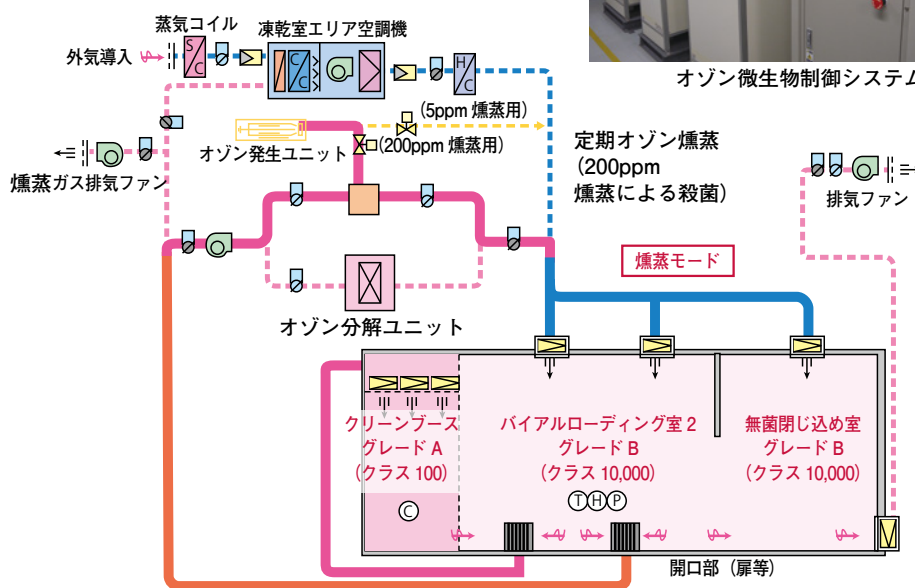 蒸気コイル
凍乾室エリア空調機
外気導入
S/C
C/C
H/C
オゾン微生物制御システム
(5ppm 燻蒸用)
オゾン発生ユニット
(200ppm 燻蒸用)
定期オゾン燻蒸
(200ppm
燻蒸による殺菌)
燻蒸ガス排気ファン
排気ファン
燻蒸モード
オゾン分解ユニット
クリーンブース
グレード A
(クラス 100)
バイアルローディング室 2
グレード B
(クラス 10,000)
無菌閉じ込め室
グレード B
(クラス 10,000)
C
T H P
開口部(扉等)